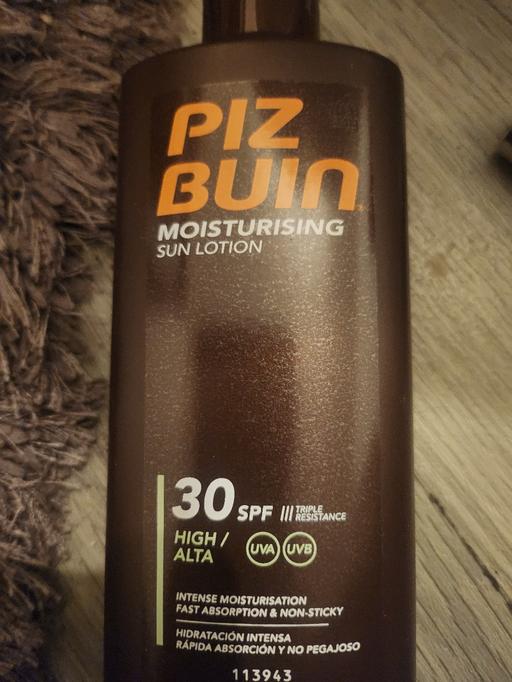 PIZ
BUIN
MOISTURISING
SUN LOTION
30 SPF TRIPLE
RESISTANCE
HIGH /
ALTA
UVA UVB
INTENSE MOISTURISATION
FAST ABSORPTION & NON-STICKY
HIDRATACIÓN INTENSA
RÁPIDA ABSORCIÓN Y NO PEGAJOSO
113943